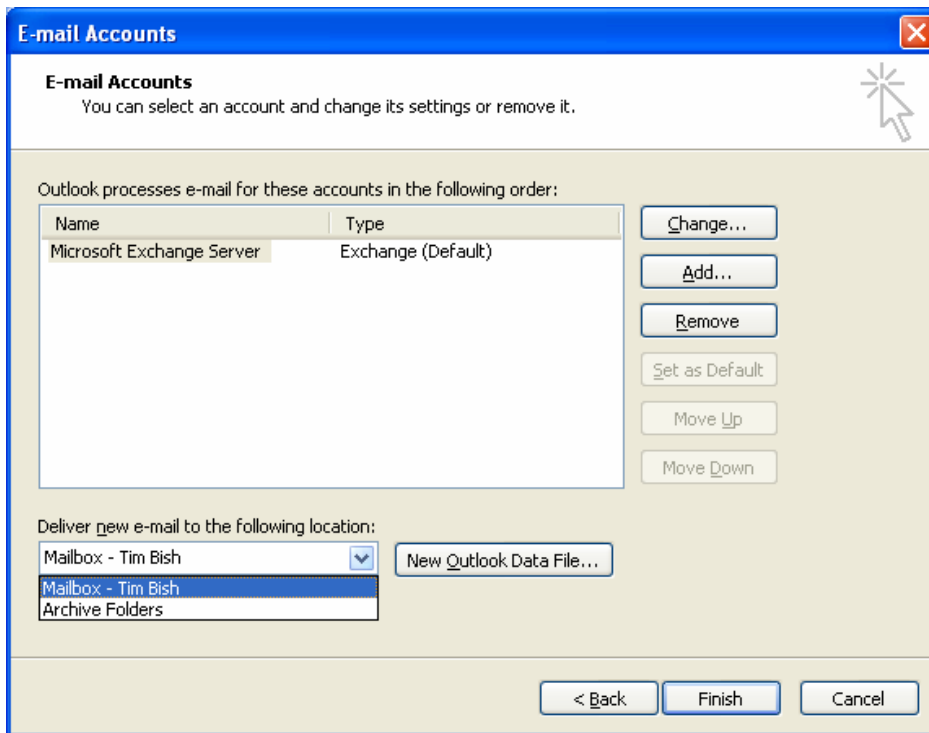 E-mail Accounts
E-mail Accounts
You can select an account and change its settings or remove it.
Outlook processes e-mail for these accounts in the following order:
Name Type
Microsoft Exchange Server Exchange (Default)
Change...
Add...
Remove
Set as Default
Move Up
Move Down
Deliver new e-mail to the following location:
Mailbox - Tim Bish
New Outlook Data File...
Mailbox - Tim Bish
Archive Folders
< Back Finish Cancel